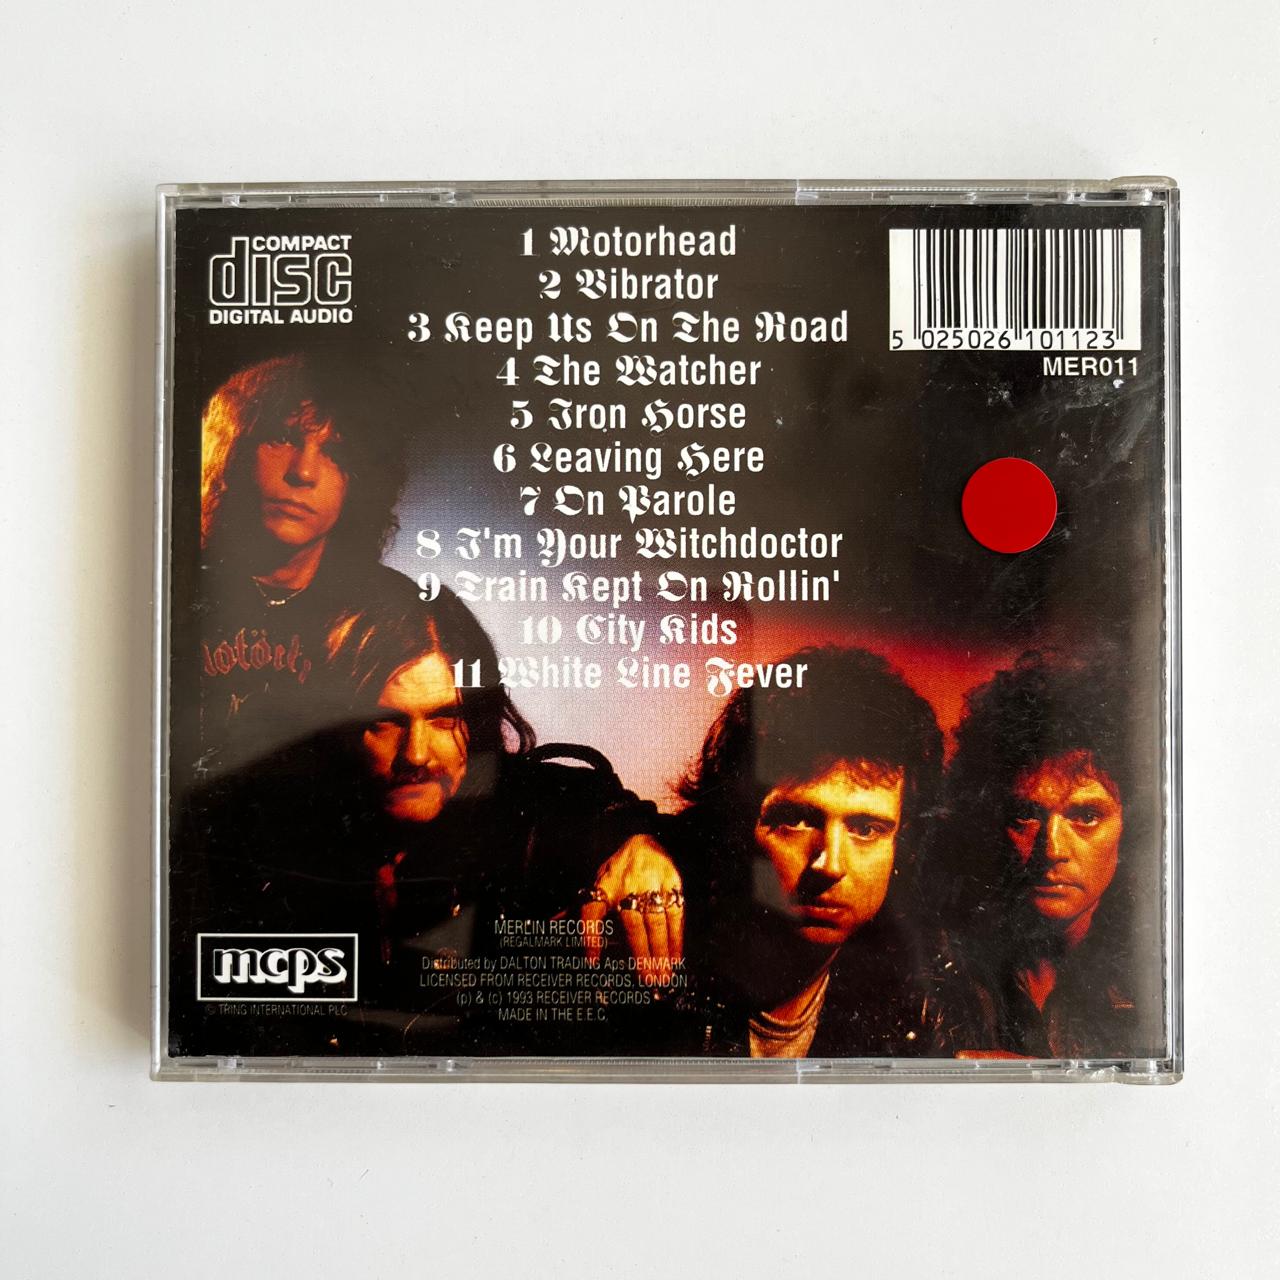 COMPACT
disc
DIGITAL AUDIO
1 Motorhead
2 Vibrator
3 Keep Us On The Road
4 The Watcher
5 Iron Horse
6 Leaving Here
7 On Parole
8 I'm Your Witchdoctor
9 Train Kept On Rollin'
10 City Kids
11 White Line Fever
5 025026 101123
MER011
MERLIN RECORDS
(REGALMARK LIMITED)
Distributed by DALTON TRADING Aps DENMARK
LICENSED FROM RECEIVER RECORDS, LONDON
(p) & (c) 1993 RECEIVER RECORDS
MADE IN THE E.E.C.
mcps
© TRING INTERNATIONAL PLC